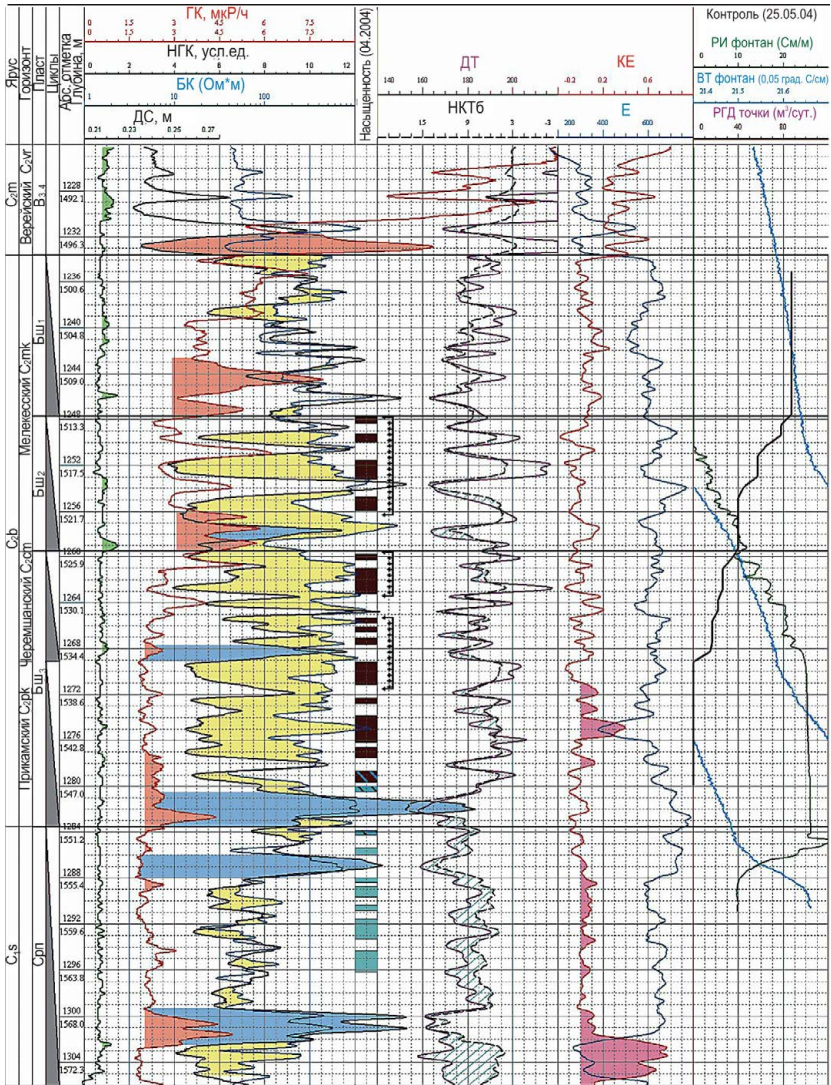 ГК, мкР/ч
0 1.5 3 4.5 6 7.5
0 1.5 3 4.5 6 7.5
НГК, усл.ед.
0 2 4 6 8 10 12
БК (Ом*м)
1 10 100
ДС, м
0.21 0.23 0.25 0.27
Ярус
Горизонт
Пласт
Циклы
Абс. отметка
Глубина, м
Насыщенность (04.2004)
ДТ
140 160 180 200
НКТб
15 9 3 -3
КЕ
-0.2 0.2 0.6
Е
200 400 600
Контроль (25.05.04)
РИ фонтан (См/м)
0 10 20
ВТ фонтан (0,05 град. С/см)
21.4 21.5 21.6
РГД точки (м³/сут.)
0 40 80
C₂m
Верейский C₂vr
В₃,₄
C₂b
Мелекесский C₂mk
Бш₁
Бш₂
Черемшанский C₂cm
Прикамский C₂pk
Бш₃
C₁s
Срп
1228
492.1
1232
1496.3
1236
1500.6
1240
1504.8
1244
1509.0
1248
1513.3
1252
1517.5
1256
1521.7
1260
1525.9
1264
1530.1
1268
1534.4
1272
1538.6
1276
1542.8
1280
1547.0
1284
1551.2
1288
1555.4
1292
1559.6
1296
1563.8
1300
1568.0
1304
1572.3